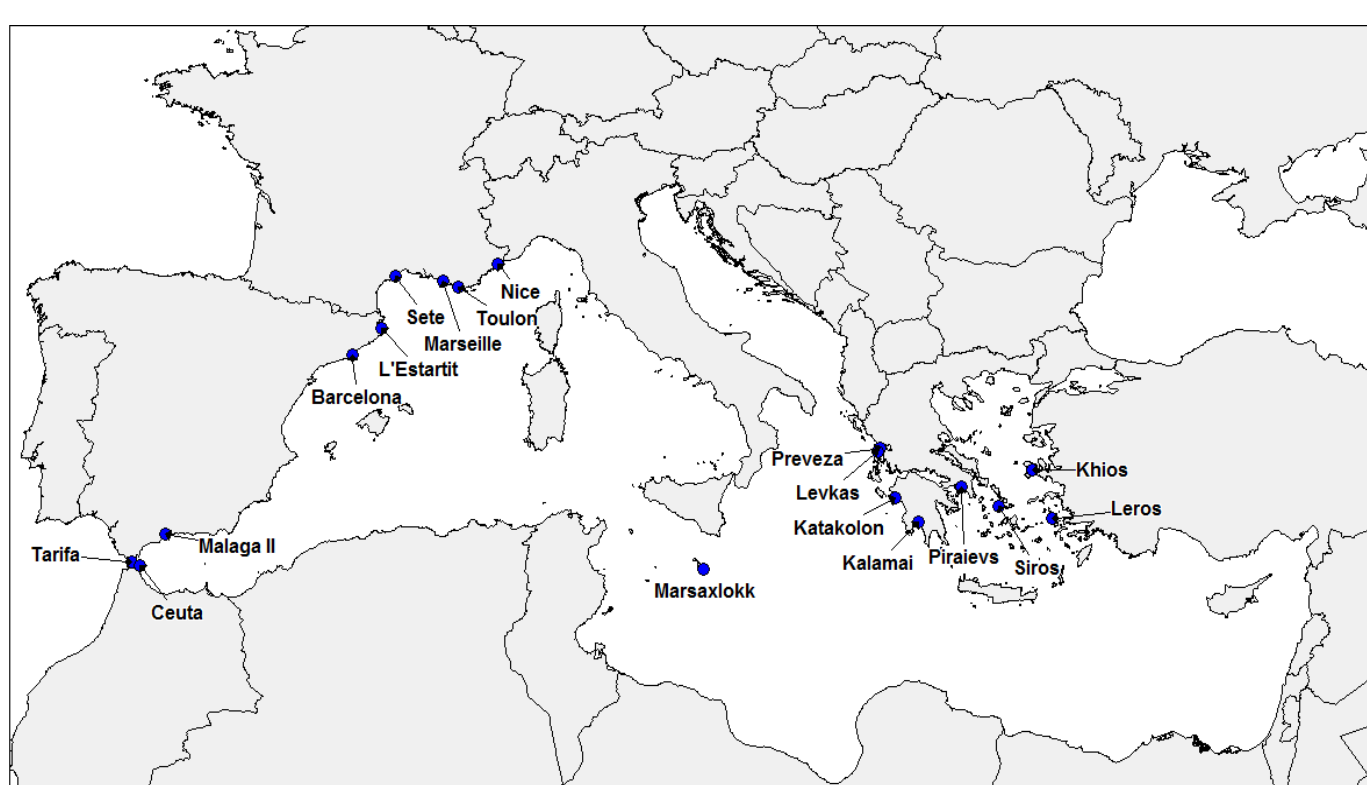 Nice
Sete
Toulon
Marseille
L'Estartit
Barcelona
Preveza
Khios
Levkas
Leros
Katakolon
Malaga II
Tarifa
Kalamai
Piraievs
Siros
Marsaxlokk
Ceuta